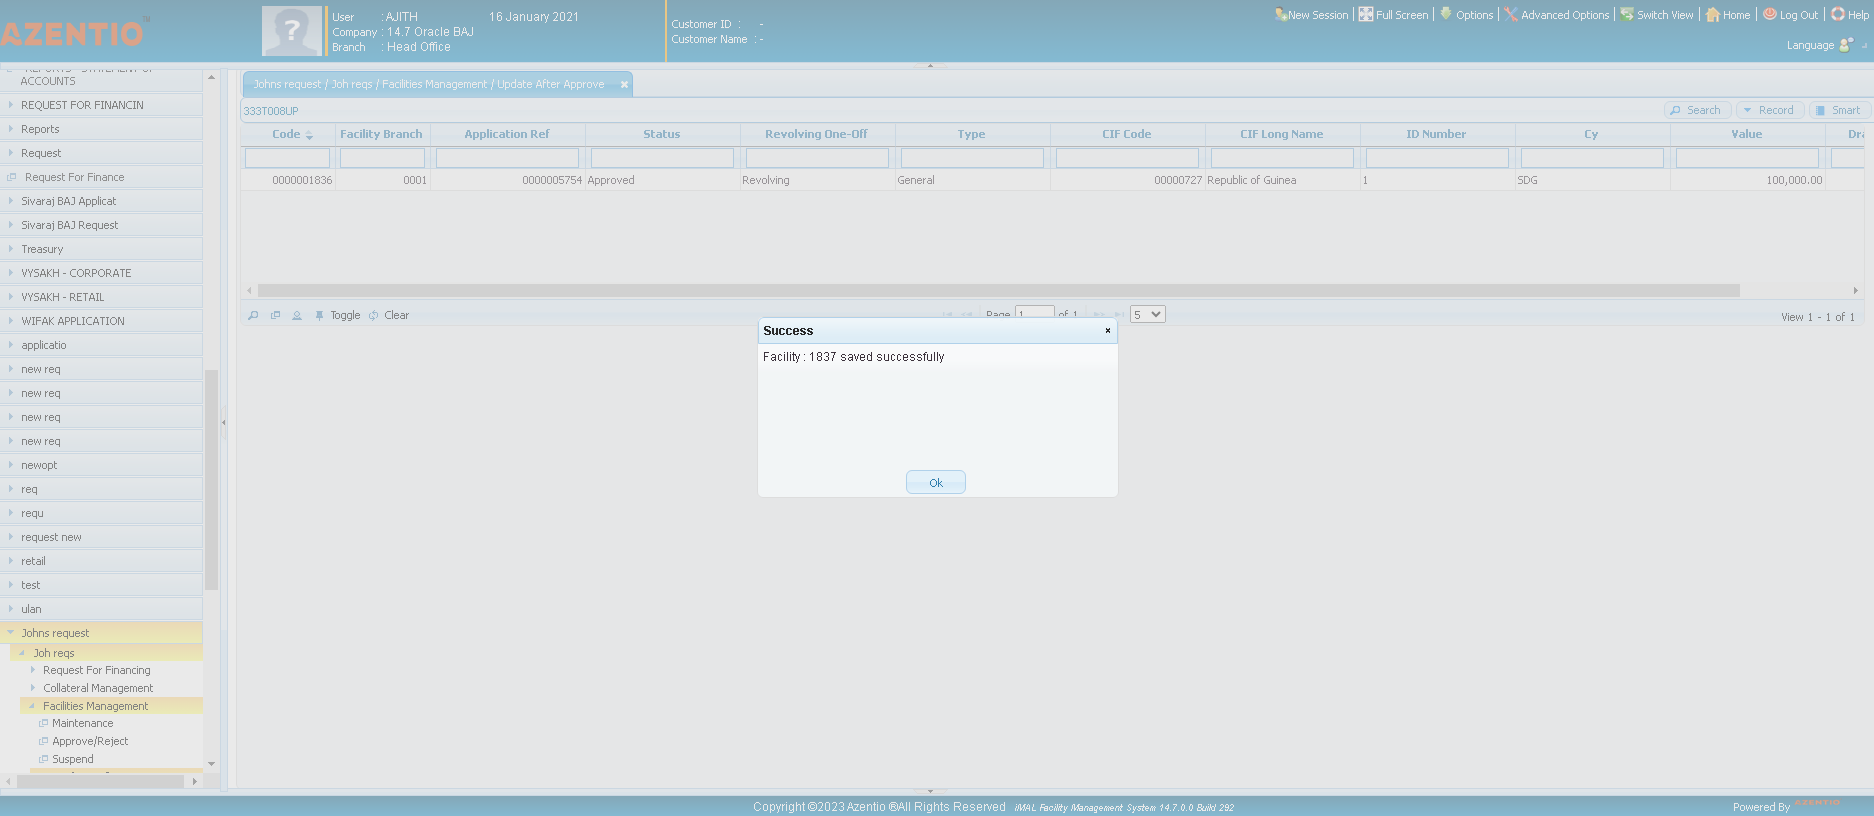 AZENTIO™
User : AJITH 16 January 2021
Company : 14.7 Oracle BAJ
Branch : Head Office
Customer ID : -
Customer Name : -
New Session Full Screen Options Advanced Options Switch View Home Log Out Help
Language
ACCOUNTS
REQUEST FOR FINANCIN
Reports
Request
Request For Finance
Sivaraj BAJ Applicat
Sivaraj BAJ Request
Treasury
VYSAKH - CORPORATE
VYSAKH - RETAIL
WIFAK APPLICATION
applicatio
new req
new req
new req
new req
newopt
req
requ
request new
retail
test
ulan
Johns request
Joh reqs
Request For Financing
Collateral Management
Facilities Management
Maintenance
Approve/Reject
Suspend
Johns request / Joh reqs / Facilities Management / Update After Approve ×
333T008UP
Search Record Smart
Code Facility Branch Application Ref Status Revolving One-Off Type CIF Code CIF Long Name ID Number Cy Value Dra
0000001836 0001 0000005754 Approved Revolving General 00000727 Republic of Guinea 1 SDG 100,000.00
Toggle Clear
Page 1 of 1 5
View 1 - 1 of 1
Success ×
Facility : 1837 saved successfully
Ok
Copyright ©2023 Azentio ®All Rights Reserved iMAL Facility Management System 14.7.0.0 Build 292
Powered By AZENTIO